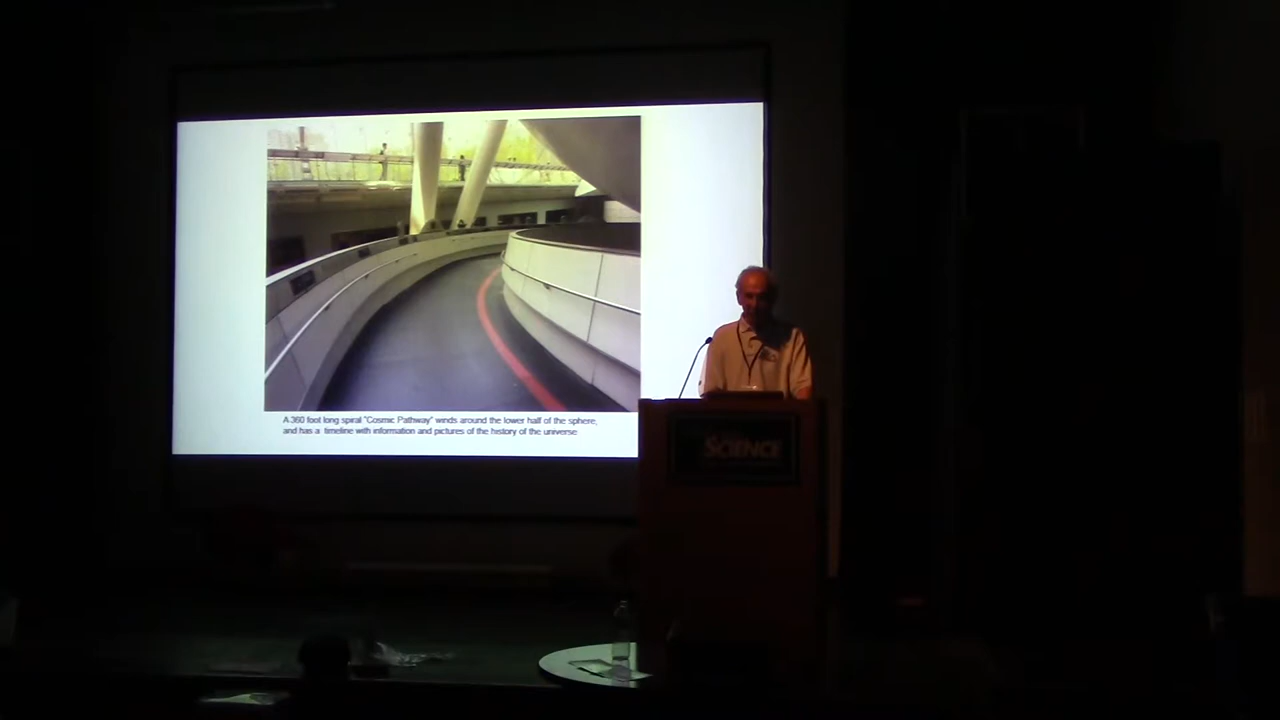 A 360 foot long spiral "Cosmic Pathway" winds around the lower half of the sphere,
and has a timeline with information and pictures of the history of the universe
SCIENCE